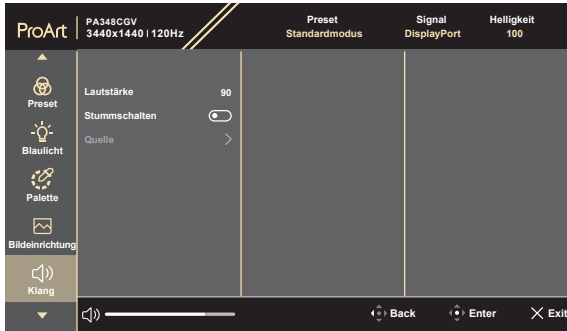 ProArt
PA348CGV
3440x1440 120Hz
Preset
Standardmodus
Signal
DisplayPort
Helligkeit
100
Preset
Blaulicht
Palette
Bildeinrichtung
Klang
Lautstärke 90
Stummschalten
Quelle
Back
Enter
Exit